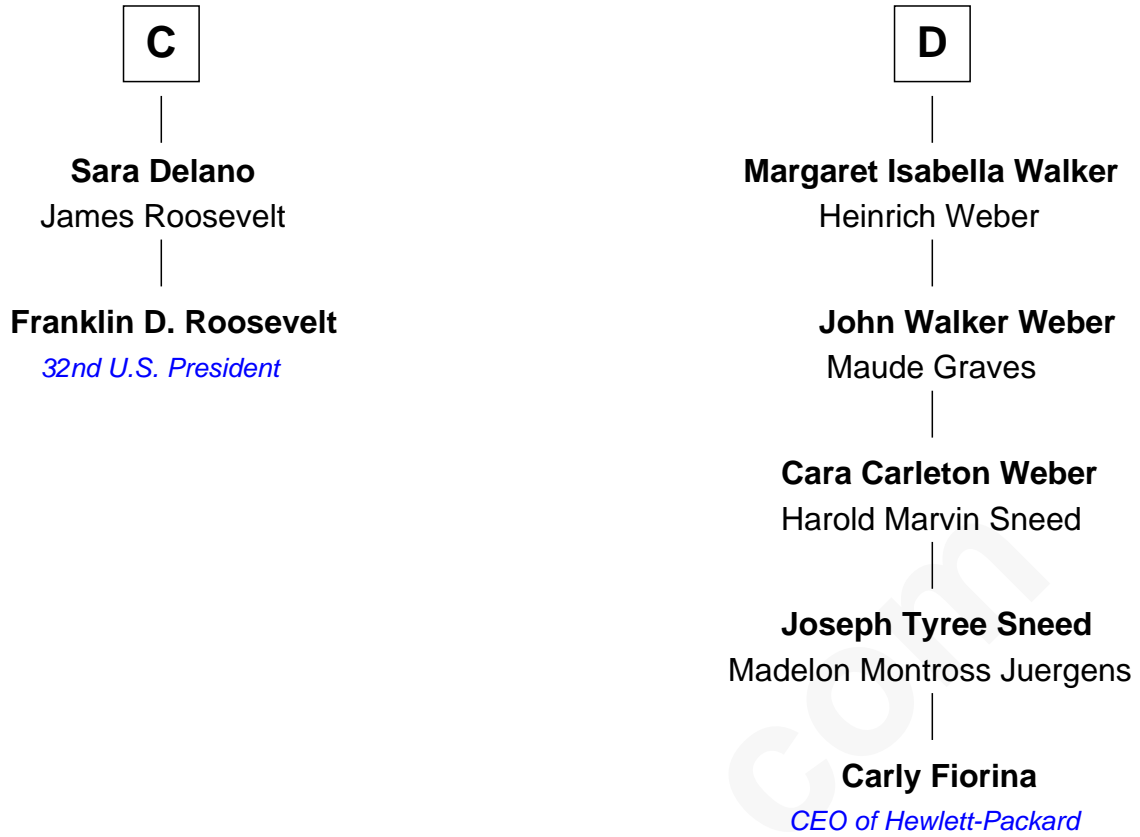 C
Sara Delano
James Roosevelt
Franklin D. Roosevelt
32nd U.S. President
D
Margaret Isabella Walker
Heinrich Weber
John Walker Weber
Maude Graves
Cara Carleton Weber
Harold Marvin Sneed
Joseph Tyree Sneed
Madelon Montross Juergens
Carly Fiorina
CEO of Hewlett-Packard
com